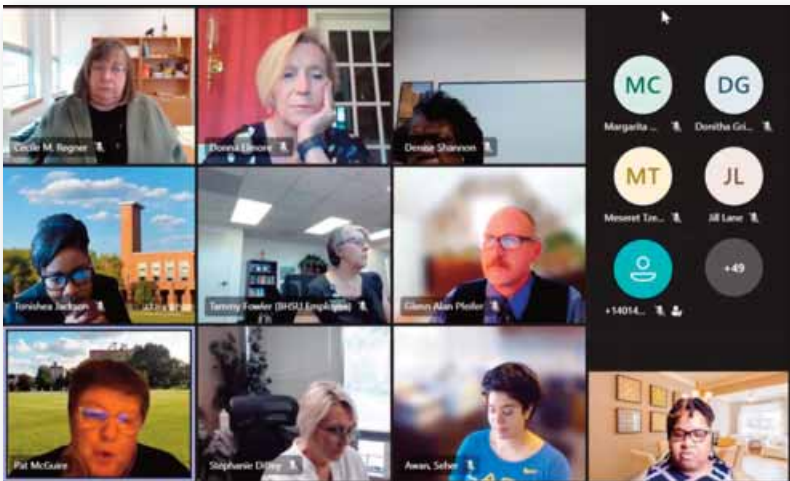 Cecile M. Regner
Donna Elmore
Denise Shannon
MC
DG
Margarita ...
Donitha Gri...
MT
JL
Meseret Tze...
Jill Lane
+14014...
+49
Tonishea Jackson
Tammy Fowler (BHSU Employee)
Glenn Alan Pfeifer
Pat McGuire
Stephanie
Awan, Seher